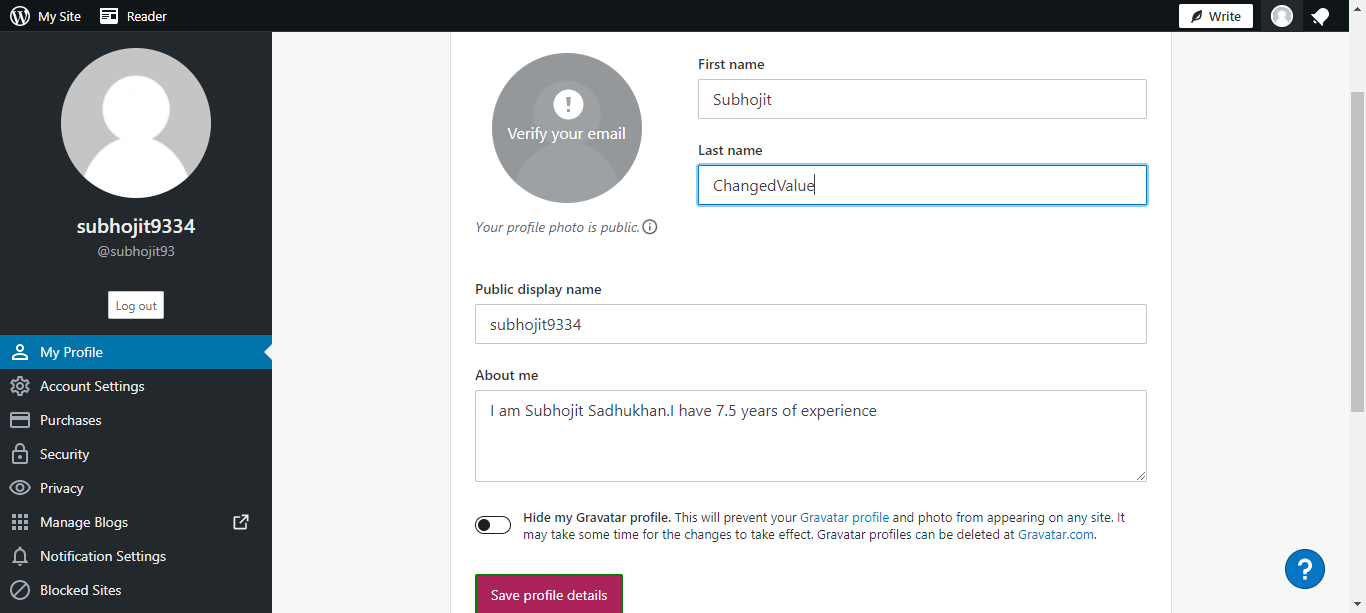 My Site
Reader
Write
subhojit9334
@subhojit93
Log out
My Profile
Account Settings
Purchases
Security
Privacy
Manage Blogs
Notification Settings
Blocked Sites
!
Verify your email
Your profile photo is public.
First name
Subhojit
Last name
ChangedValue
Public display name
subhojit9334
About me
I am Subhojit Sadhukhan.I have 7.5 years of experience
Hide my Gravatar profile. This will prevent your Gravatar profile and photo from appearing on any site. It
may take some time for the changes to take effect. Gravatar profiles can be deleted at Gravatar.com.
Save profile details
?